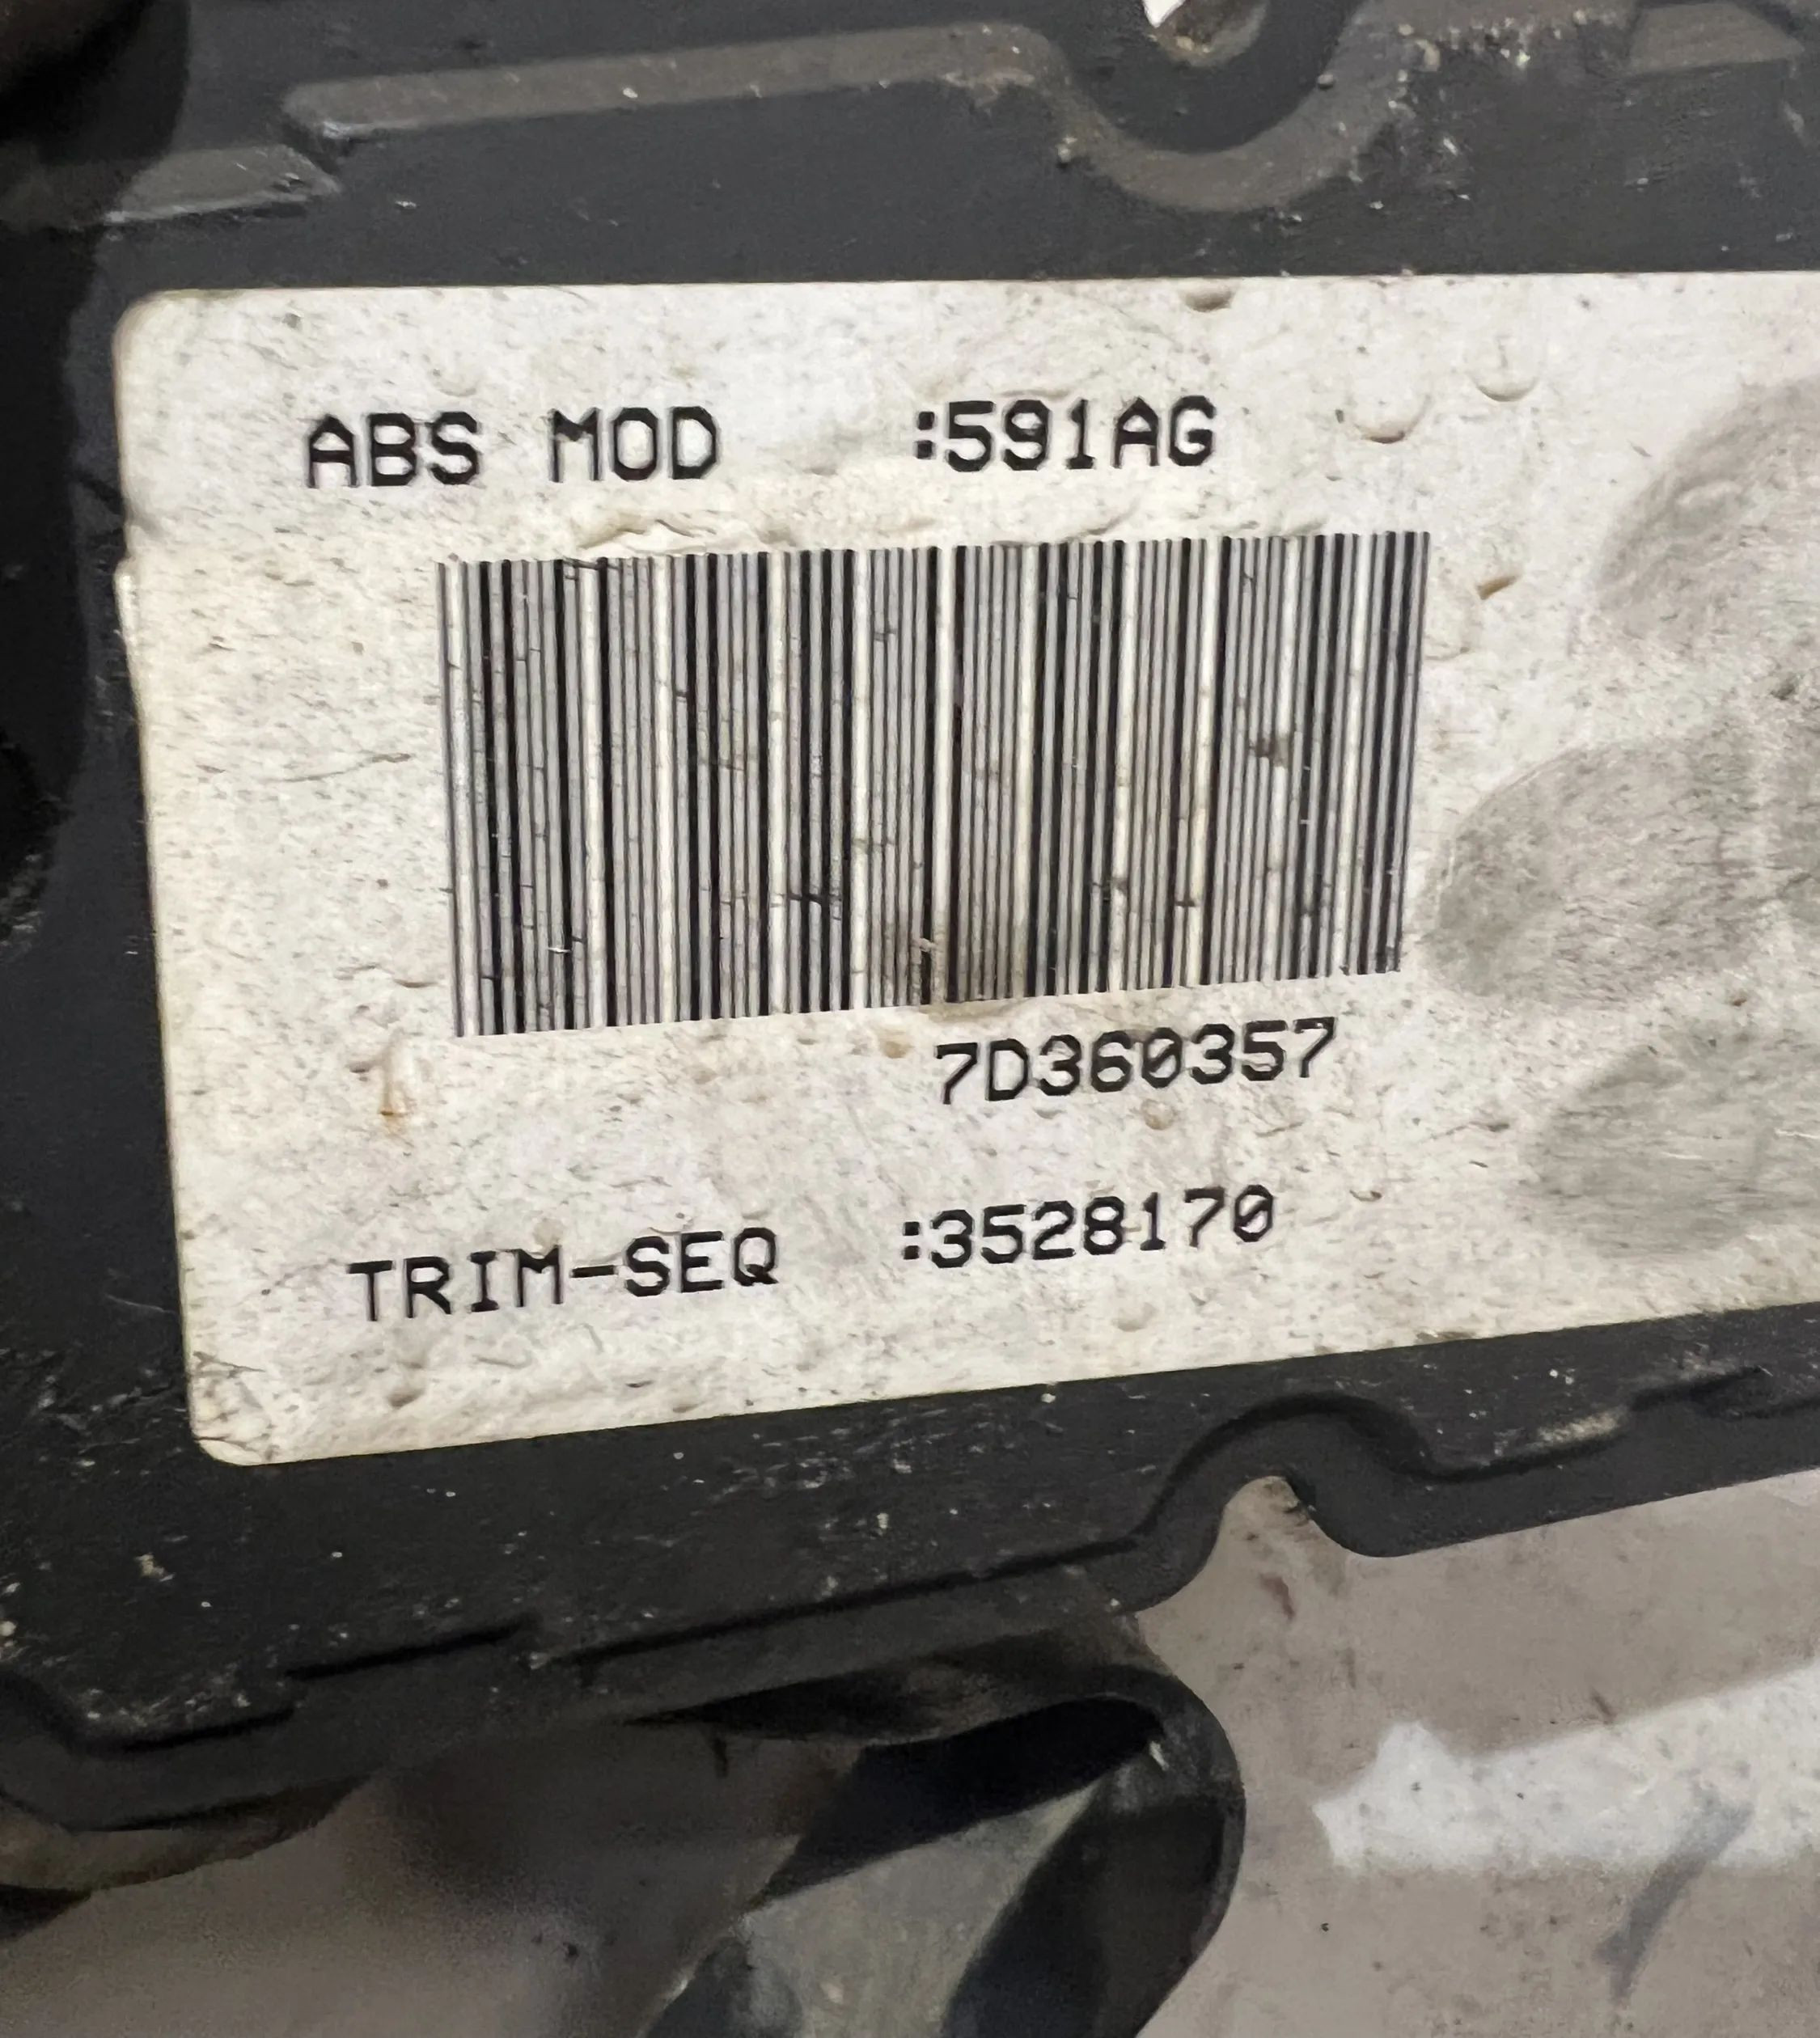 ABS MOD :591AG
7D360357
TRIM-SEQ :3528170